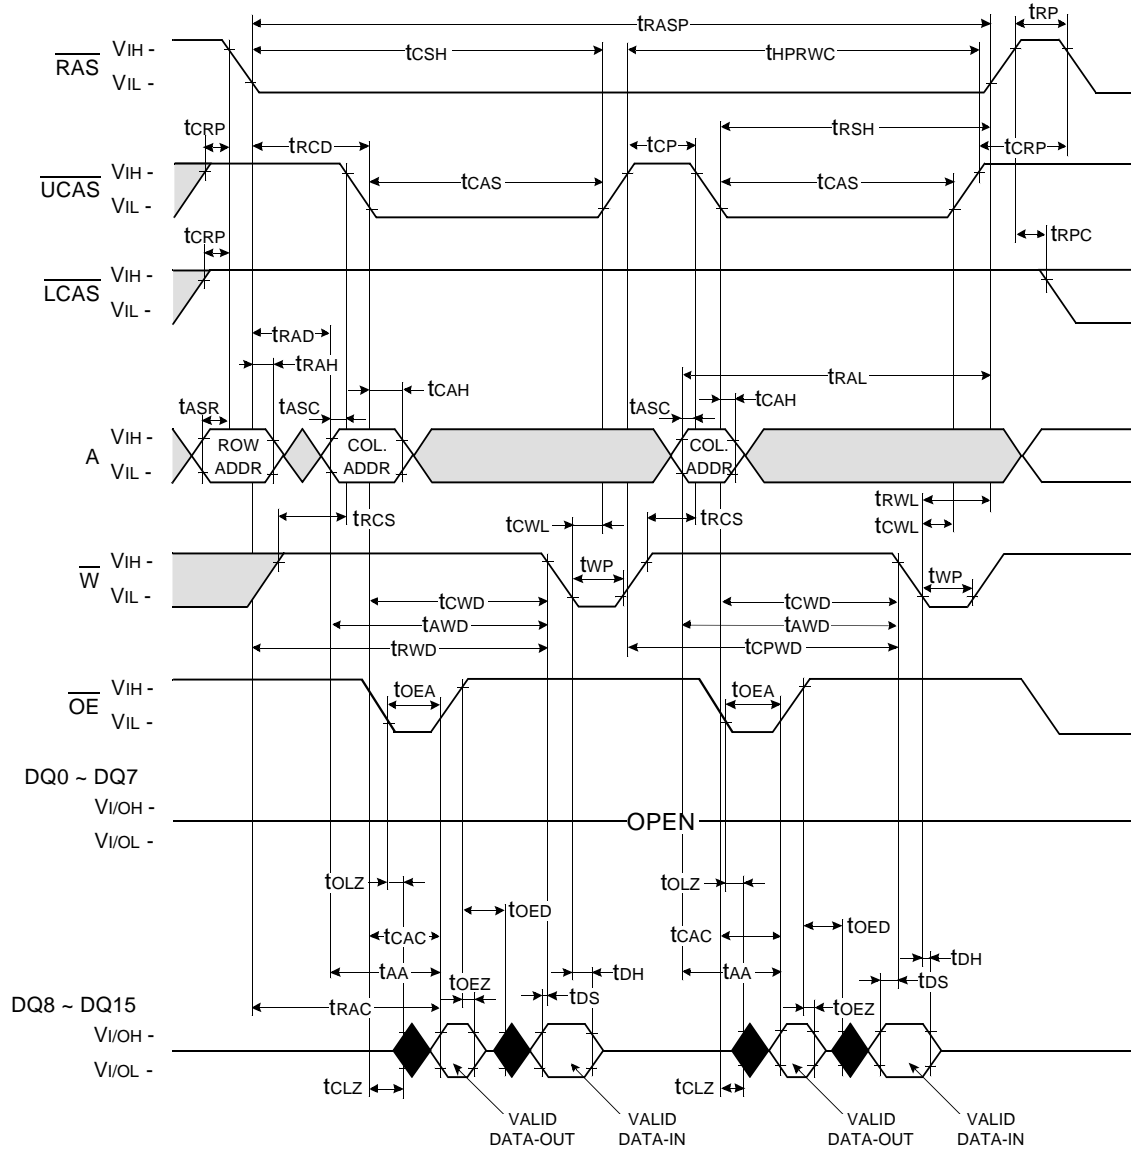 tRASP
tRP
VIH -
RAS
VIL -
tCSH
tHPRWC
tCRP
tRCD
tCP
tRSH
tCRP
VIH -
UCAS
VIL -
tCAS
tCAS
tCRP
tRPC
VIH -
LCAS
VIL -
tRAD
tRAH
tCAH
tRAL
tASR
tASC
tASC
tCAH
VIH -
A
VIL -
ROW
ADDR
COL.
ADDR
COL.
ADDR
tRCS
tCWL
tRCS
tRWL
tCWL
VIH -
W
VIL -
tWP
tWP
tCWD
tCWD
tAWD
tAWD
tRWD
tCPWD
VIH -
OE
VIL -
tOEA
tOEA
DQ0 ~ DQ7
VI/OH -
VI/OL -
OPEN
tOLZ
tOLZ
tOED
tOED
tCAC
tCAC
tAA
tOEZ
tDH
tAA
tDH
tDS
tDS
tRAC
tOEZ
DQ8 ~ DQ15
VI/OH -
VI/OL -
tCLZ
tCLZ
VALID
DATA-OUT
VALID
DATA-IN
VALID
DATA-OUT
VALID
DATA-IN